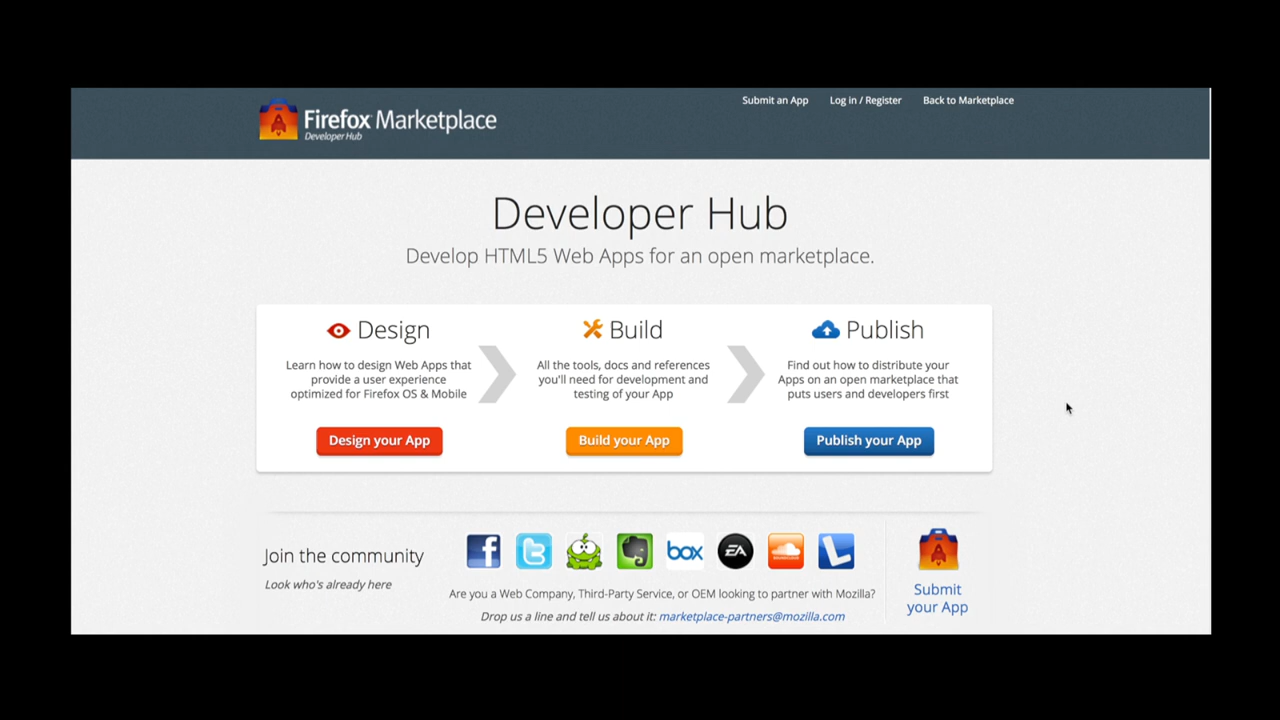 Firefox Marketplace
Developer Hub
Submit an App
Log in / Register
Back to Marketplace
Developer Hub
Develop HTML5 Web Apps for an open marketplace.
Design
Learn how to design Web Apps that
provide a user experience
optimized for Firefox OS & Mobile
Design your App
Build
All the tools, docs and references
you'll need for development and
testing of your App
Build your App
Publish
Find out how to distribute your
Apps on an open marketplace that
puts users and developers first
Publish your App
Join the community
Look who's already here
box
EA
SOUNDCLOUD
Are you a Web Company, Third-Party Service, or OEM looking to partner with Mozilla?
Drop us a line and tell us about it: marketplace-partners@mozilla.com
Submit
your App